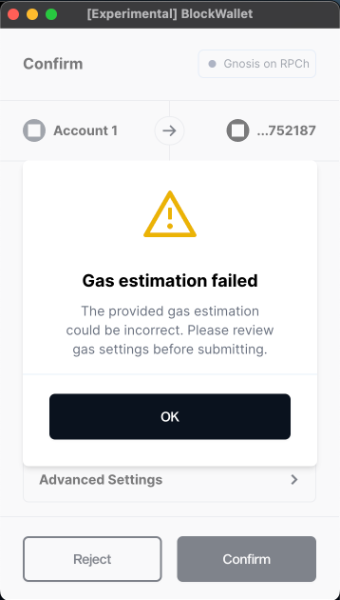 [Experimental] BlockWallet
Confirm
Gnosis on RPCh
Account 1
...752187
Gas estimation failed
The provided gas estimation
could be incorrect. Please review
gas settings before submitting.
OK
Advanced Settings
Reject
Confirm